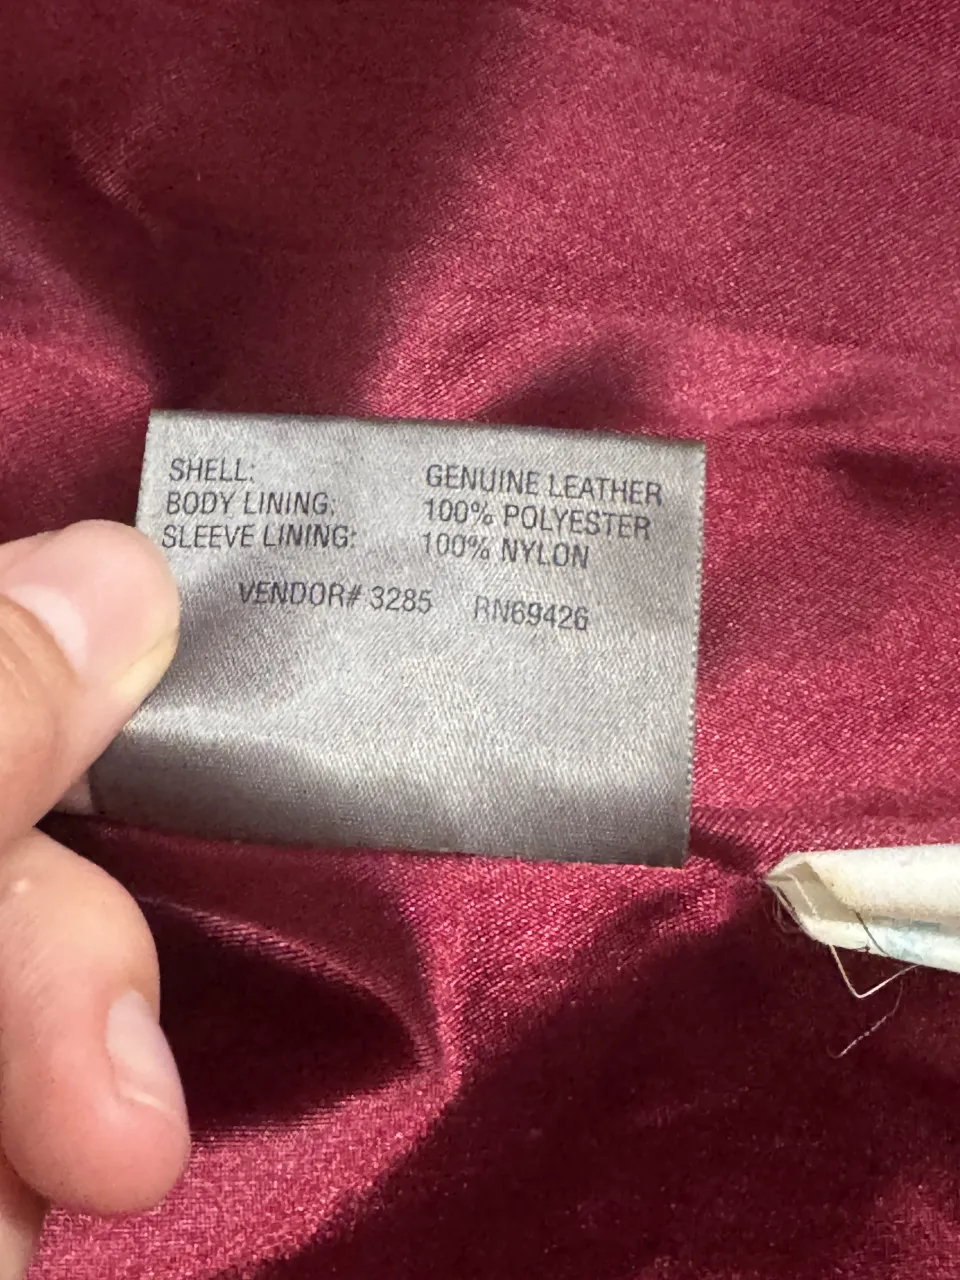 SHELL: GENUINE LEATHER
BODY LINING: 100% POLYESTER
SLEEVE LINING: 100% NYLON
VENDOR# 3285 RN69426